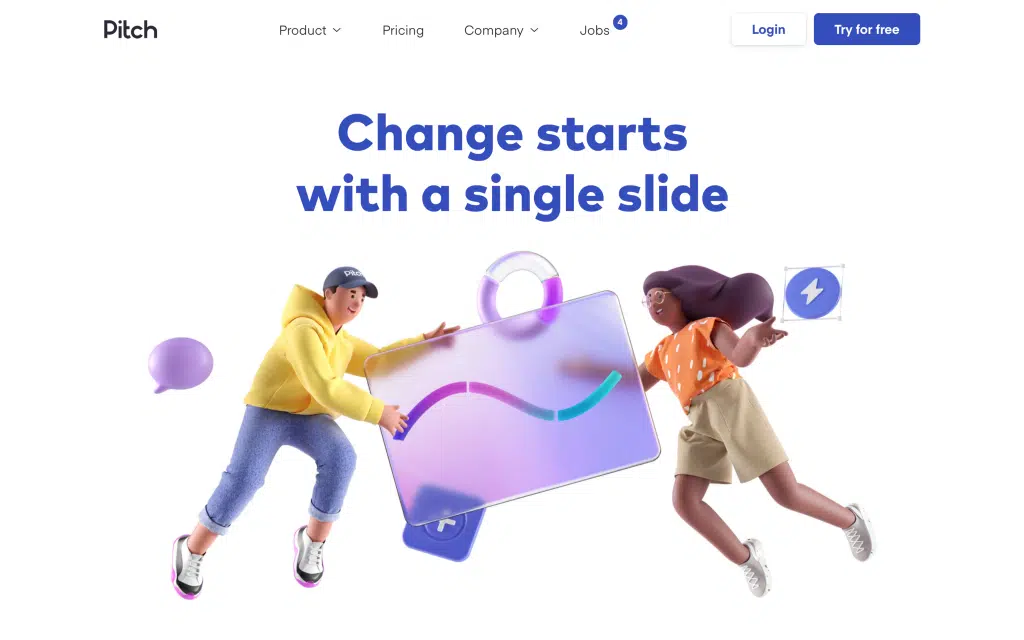 Pitch
Product
Pricing
Company
Jobs
4
Login
Try for free
Change starts
with a single slide
Pitch